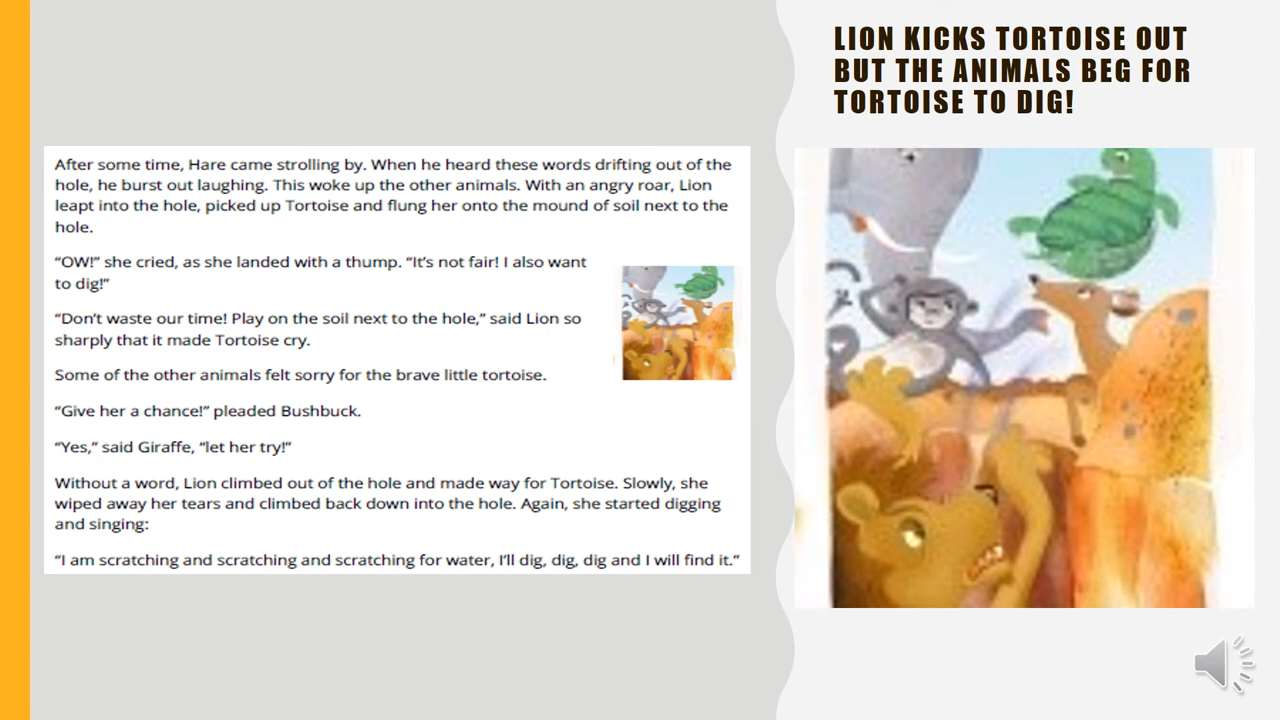 LION KICKS TORTOISE OUT
BUT THE ANIMALS BEG FOR
TORTOISE TO DIG!
After some time, Hare came strolling by. When he heard these words drifting out of the
hole, he burst out laughing. This woke up the other animals. With an angry roar, Lion
leapt into the hole, picked up Tortoise and flung her onto the mound of soil next to the
hole.
“OW!” she cried, as she landed with a thump. “It’s not fair! I also want
to dig!”
“Don’t waste our time! Play on the soil next to the hole,” said Lion so
sharply that it made Tortoise cry.
Some of the other animals felt sorry for the brave little tortoise.
“Give her a chance!” pleaded Bushbuck.
“Yes,” said Giraffe, “let her try!”
Without a word, Lion climbed out of the hole and made way for Tortoise. Slowly, she
wiped away her tears and climbed back down into the hole. Again, she started digging
and singing:
“I am scratching and scratching and scratching for water, I’ll dig, dig, dig and I will find it.”